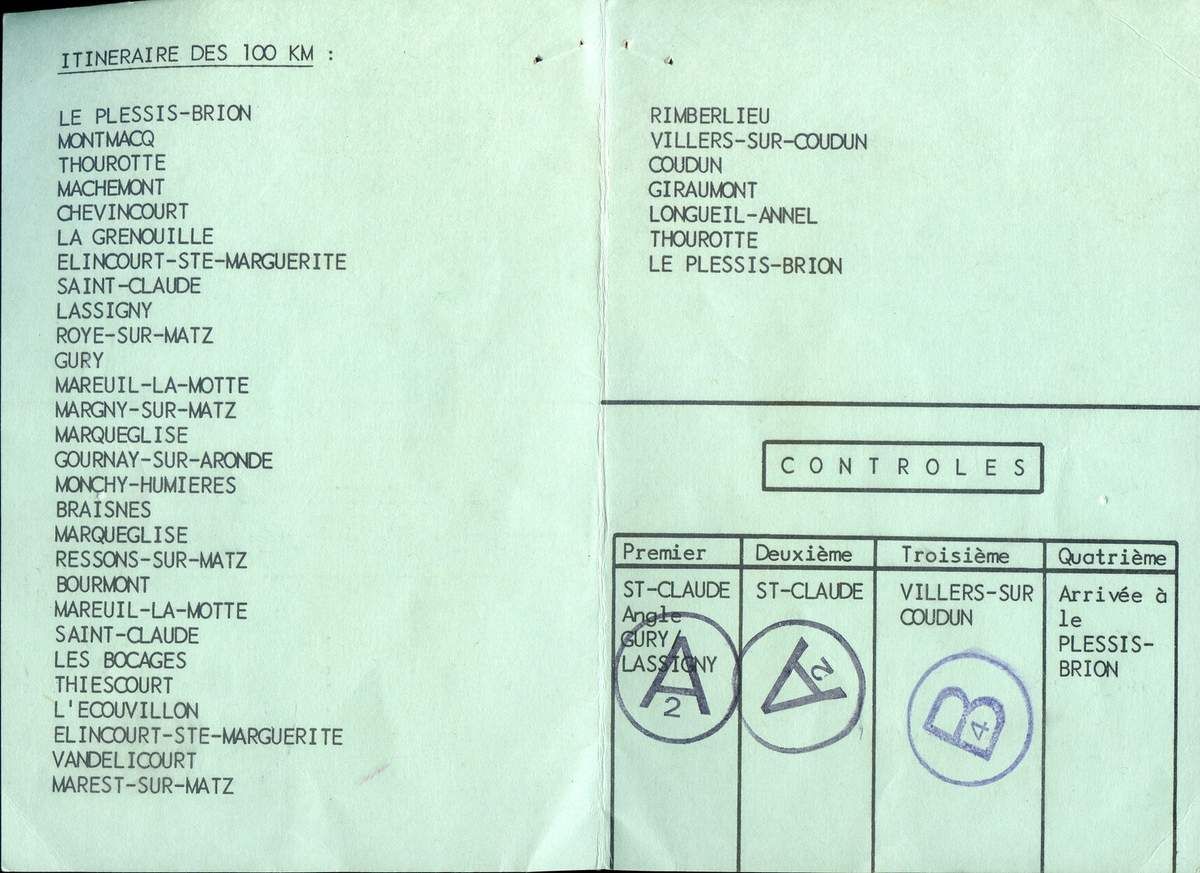 ITINERAIRE DES 100 KM :
LE PLESSIS-BRION
MONTMACQ
THOUROTTE
MACHEMONT
CHEVINCOURT
LA GRENOUILLE
ELINCOURT-STE-MARGUERITE
SAINT-CLAUDE
LASSIGNY
ROYE-SUR-MATZ
GURY
MAREUIL-LA-MOTTE
MARGNY-SUR-MATZ
MARQUEGLISE
GOURNAY-SUR-ARONDE
MONCHY-HUMIERES
BRAISNES
MARQUEGLISE
RESSONS-SUR-MATZ
BOURMONT
MAREUIL-LA-MOTTE
SAINT-CLAUDE
LES BOCAGES
THIESCOURT
L'ECOUVILLON
ELINCOURT-STE-MARGUERITE
VANDELICOURT
MAREST-SUR-MATZ
RIMBERLIEU
VILLERS-SUR-COUDUN
COUDUN
GIRAUMONT
LONGUEIL-ANNEL
THOUROTTE
LE PLESSIS-BRION
CONTROLES
Premier
ST-CLAUDE
Angle
GURY/
LASSIGNY
A
2
Deuxième
ST-CLAUDE
A
2
Troisième
VILLERS-SUR
COUDUN
B
4
Quatrième
Arrivée à
le
PLESSIS-
BRION